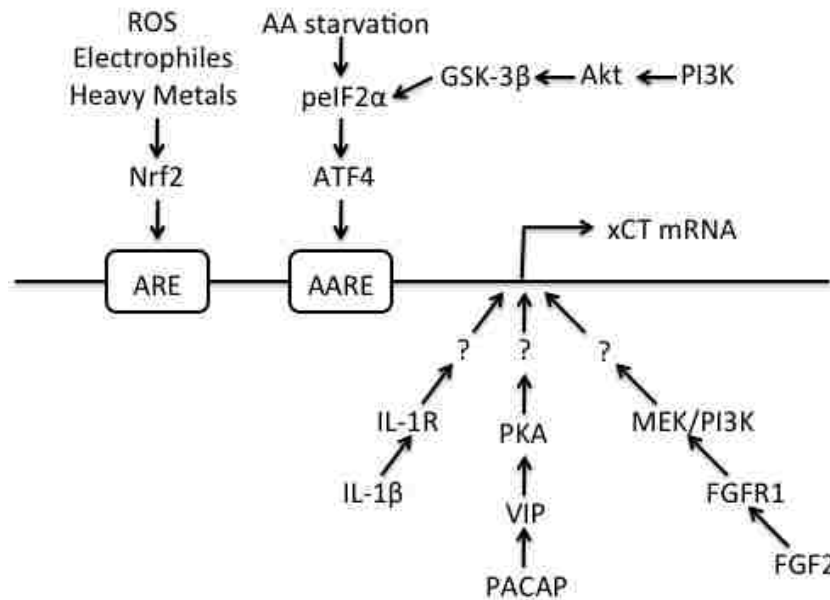 ROS
Electrophiles
Heavy Metals
Nrf2
ARE
AA starvation
peIF2α
GSK-3β
Akt
PI3K
ATF4
AARE
xCT mRNA
?
?
?
IL-1R
IL-1β
PKA
VIP
PACAP
MEK/PI3K
FGFR1
FGF2